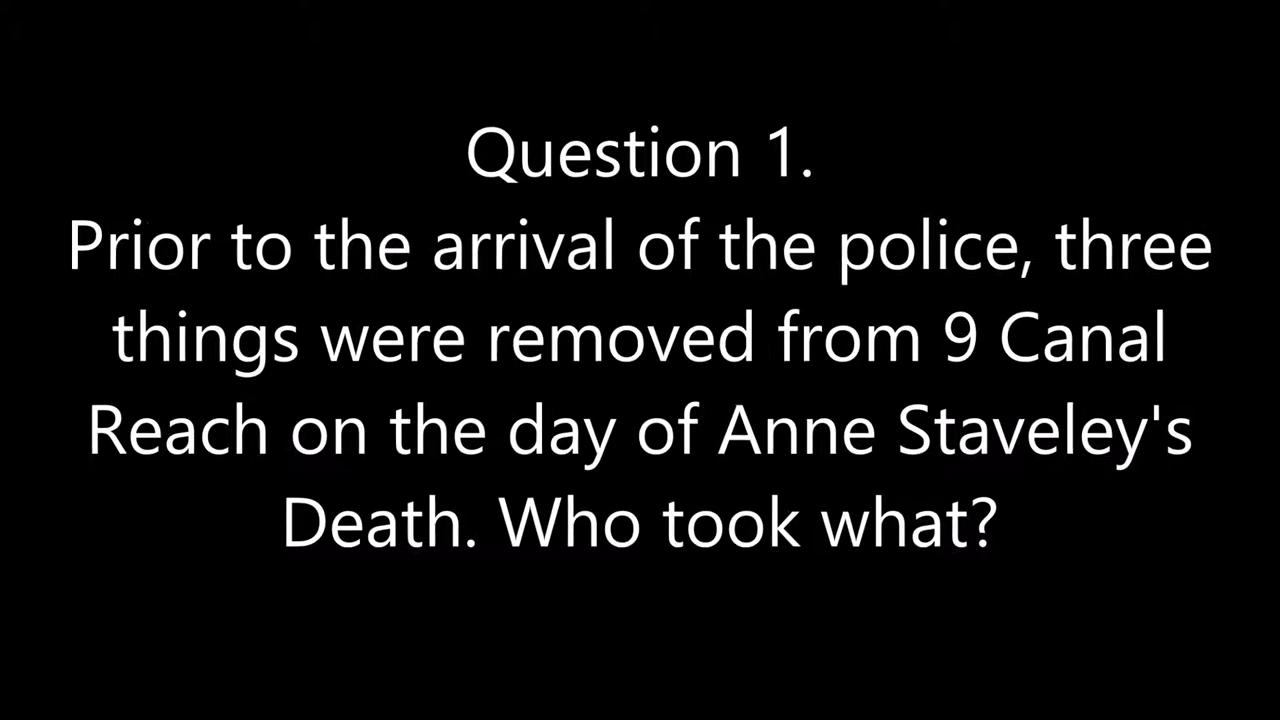 Question 1.
Prior to the arrival of the police, three
things were removed from 9 Canal
Reach on the day of Anne Staveley's
Death. Who took what?